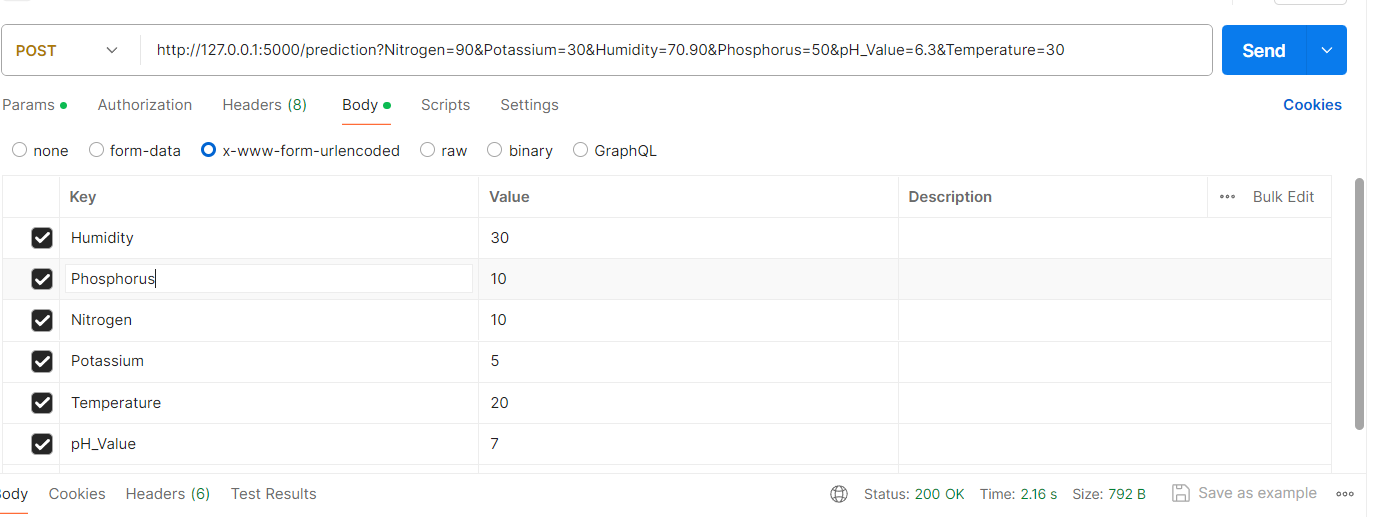 POST http://127.0.0.1:5000/prediction?Nitrogen=90&Potassium=30&Humidity=70.90&Phosphorus=50&pH_Value=6.3&Temperature=30 Send
Params Authorization Headers (8) Body Scripts Settings Cookies
none form-data x-www-form-urlencoded raw binary GraphQL
Key Value Description ••• Bulk Edit
Humidity 30
Phosphorus 10
Nitrogen 10
Potassium 5
Temperature 20
pH_Value 7
ody Cookies Headers (6) Test Results Status: 200 OK Time: 2.16 s Size: 792 B Save as example •••